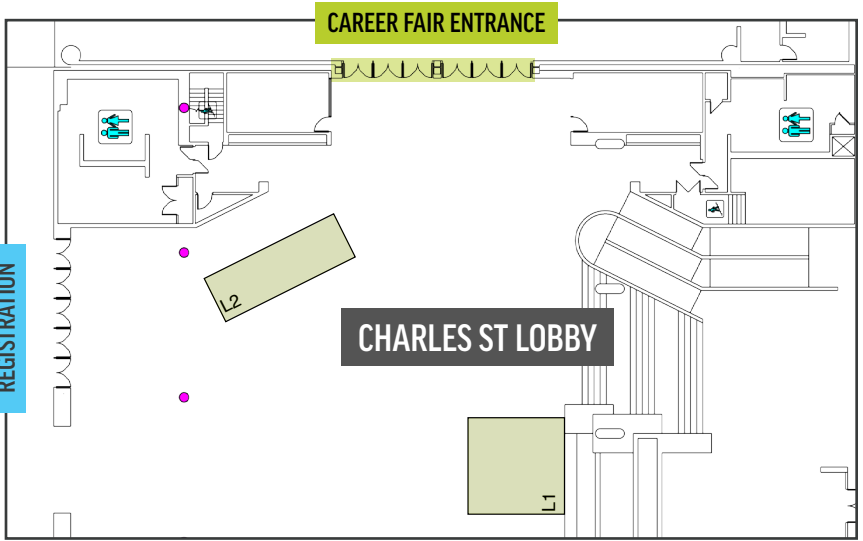 CAREER FAIR ENTRANCE
REGISTRATION
L2
CHARLES ST LOBBY
L1